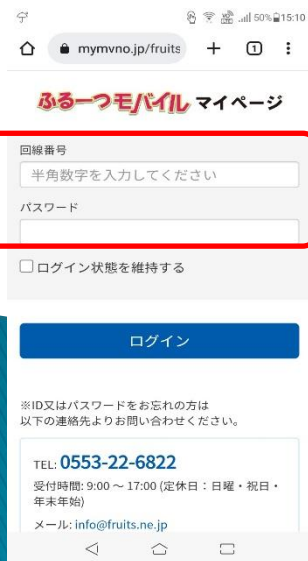 50% 15:10
mymvno.jp/fruits 1
ふるーつモバイル マイページ
回線番号
半角数字を入力してください
パスワード
ログイン状態を維持する
ログイン
※ID又はパスワードをお忘れの方は
以下の連絡先よりお問い合わせください。
TEL: 0553-22-6822
受付時間: 9:00 ~ 17:00 (定休日:日曜・祝日・
年末年始)
メール: info@fruits.ne.jp